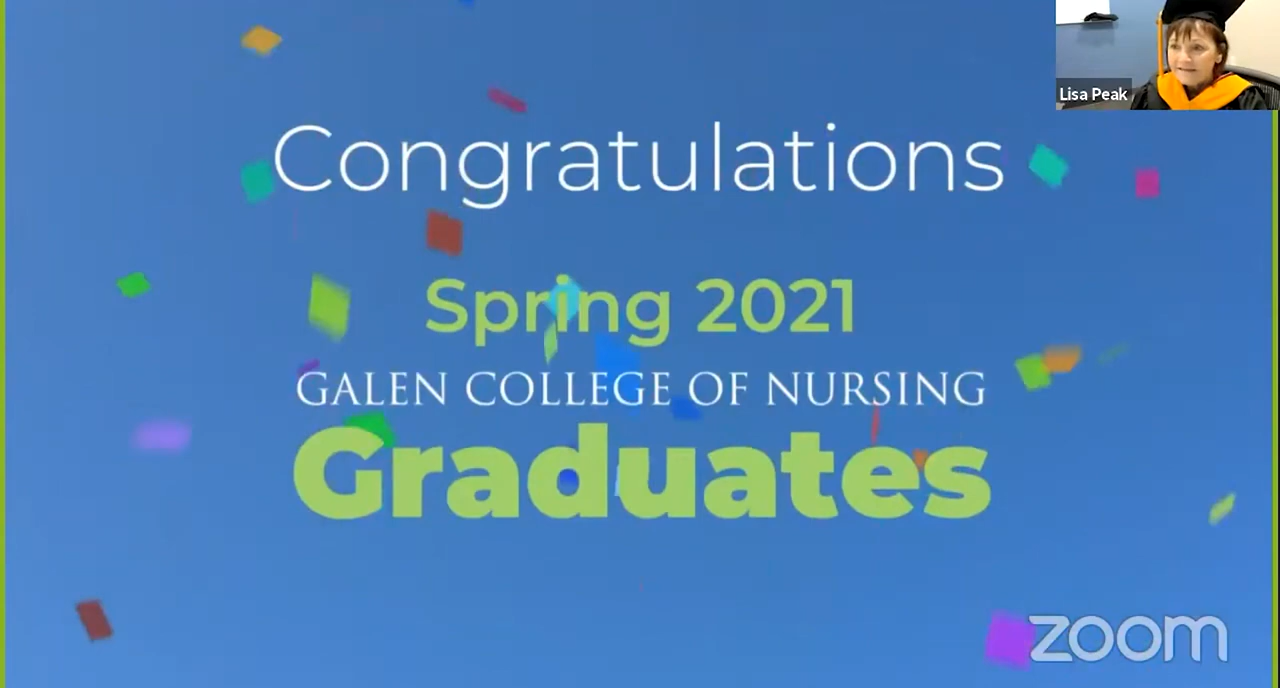 Lisa Peak
Congratulations
Spring 2021
GALEN COLLEGE OF NURSING
Graduates
zoom